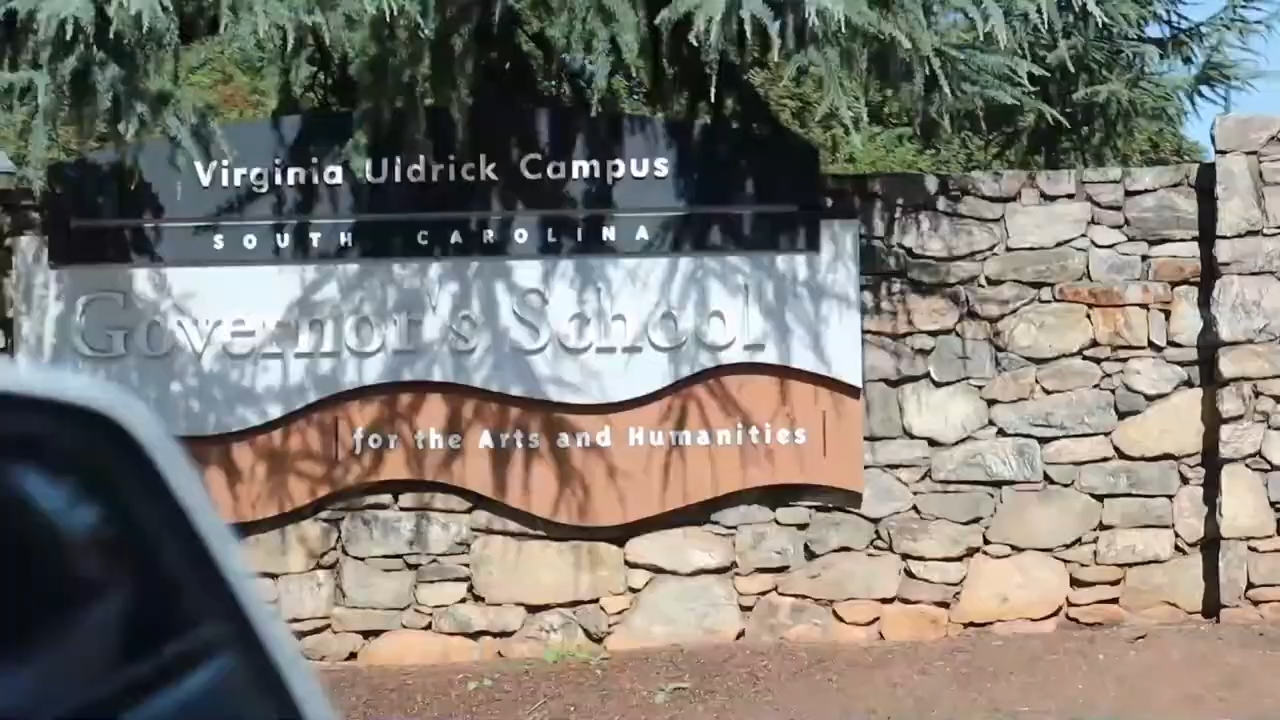 Virginia Uldrick Campus
SOUTH CAROLINA
Governor's School
for the Arts and Humanities